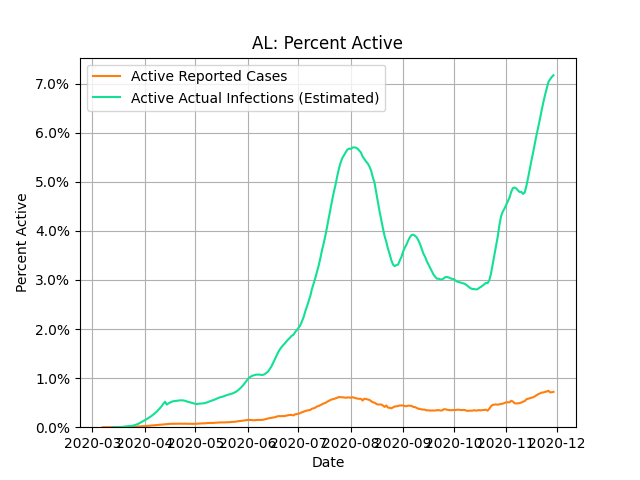 AL: Percent Active
Active Reported Cases
Active Actual Infections (Estimated)
7.0%
6.0%
5.0%
4.0%
3.0%
2.0%
1.0%
0.0%
Percent Active
2020-03 2020-04 2020-05 2020-06 2020-07 2020-08 2020-09 2020-10 2020-11 2020-12
Date